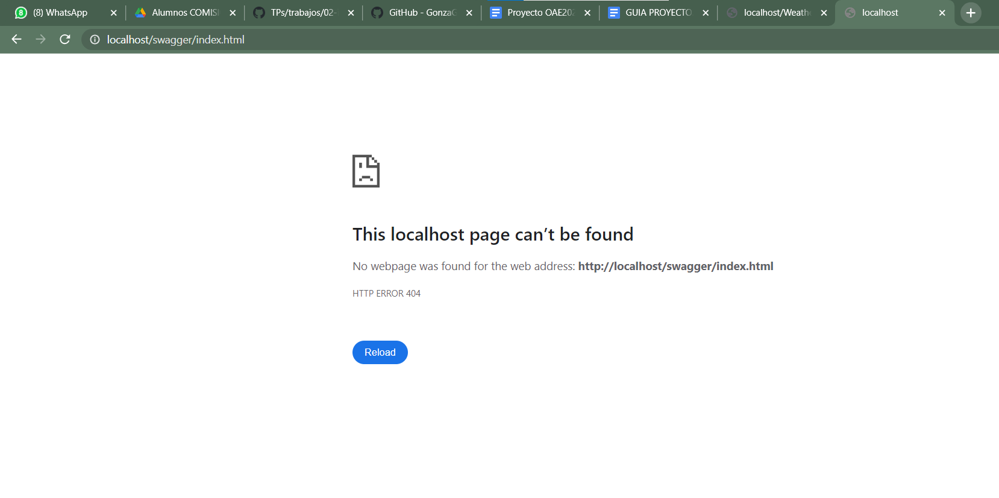 (8) WhatsApp
Alumnos COMIS
TPs/trabajos/02-
GitHub - Gonza
Proyecto OAE202
GUIA PROYECTO
localhost/Weath
localhost
localhost/swagger/index.html
This localhost page can’t be found
No webpage was found for the web address: http://localhost/swagger/index.html
HTTP ERROR 404
Reload